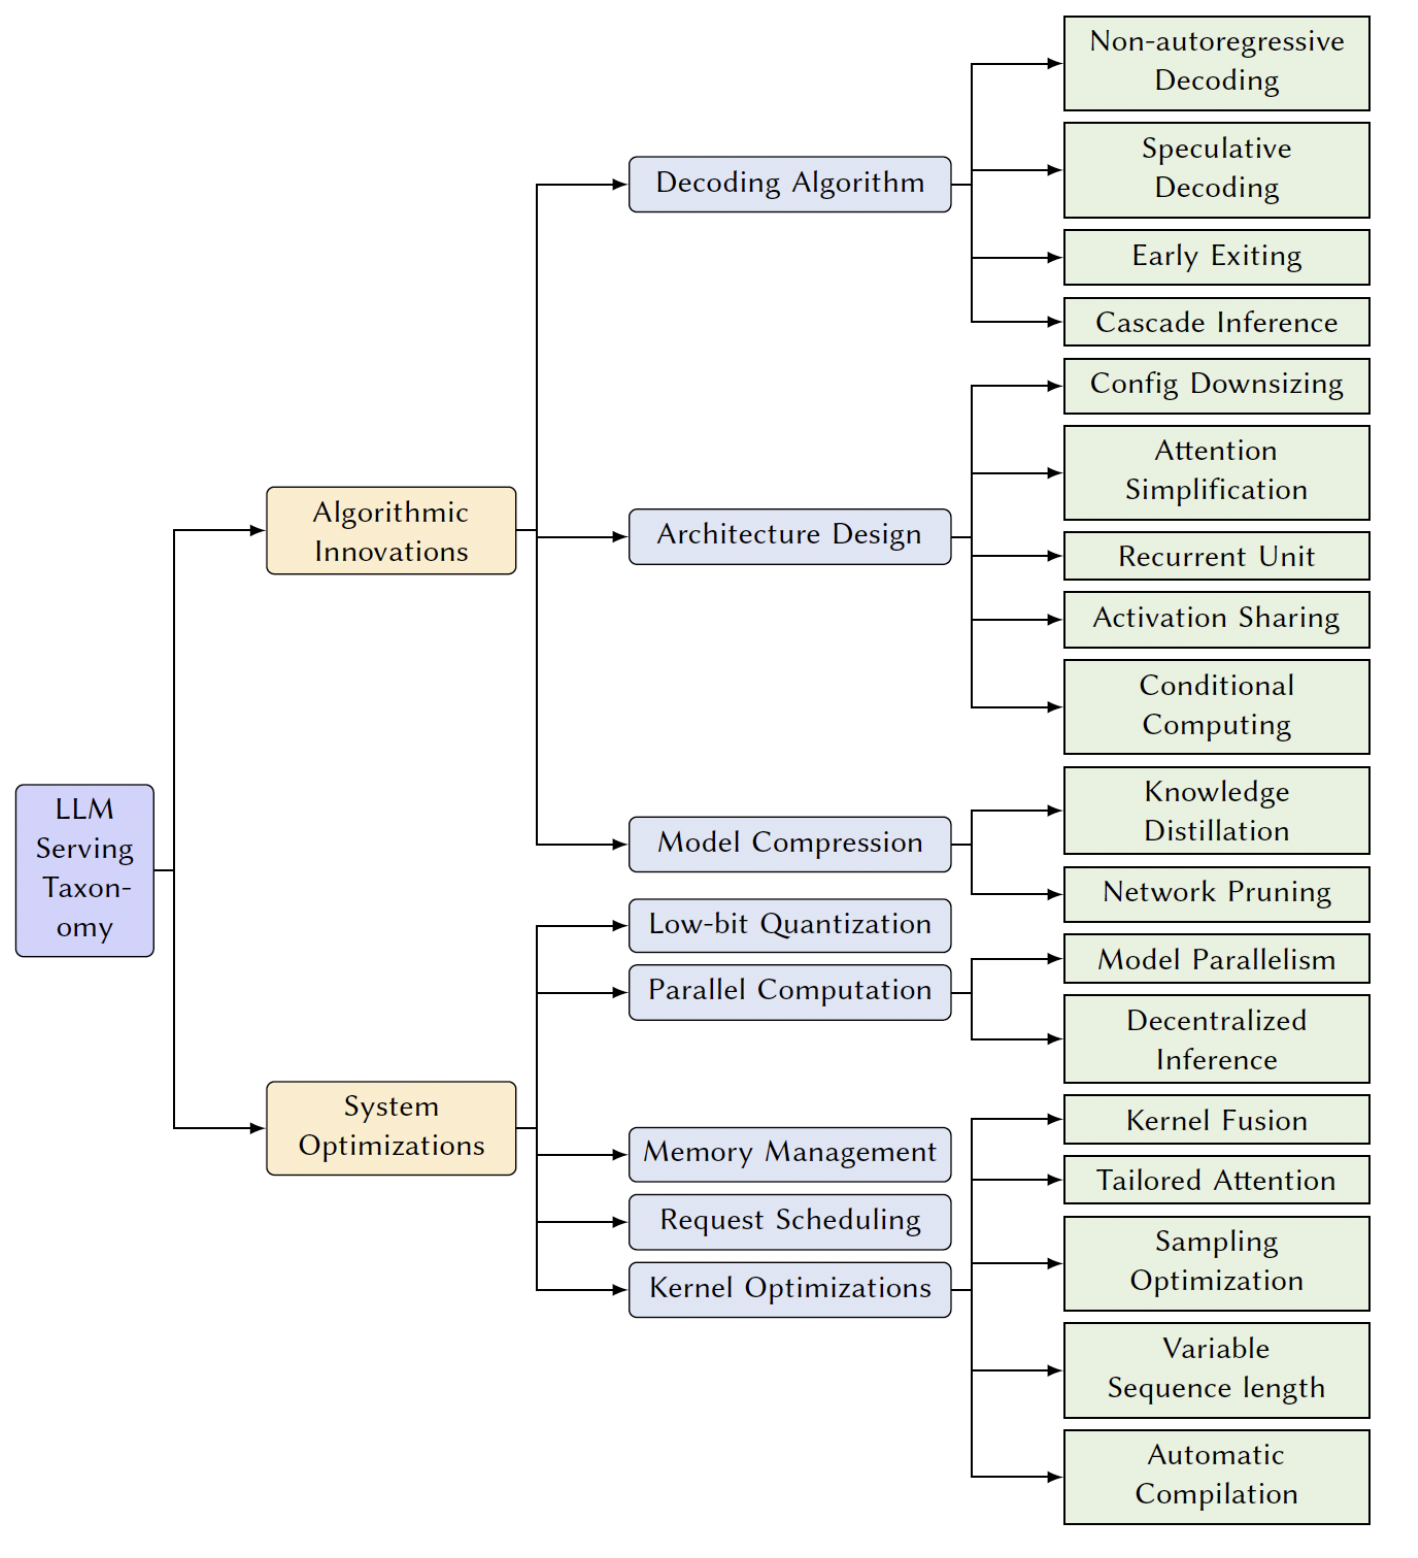 LLM
Serving
Taxon-
omy
Algorithmic
Innovations
System
Optimizations
Decoding Algorithm
Architecture Design
Model Compression
Low-bit Quantization
Parallel Computation
Memory Management
Request Scheduling
Kernel Optimizations
Non-autoregressive
Decoding
Speculative
Decoding
Early Exiting
Cascade Inference
Config Downsizing
Attention
Simplification
Recurrent Unit
Activation Sharing
Conditional
Computing
Knowledge
Distillation
Network Pruning
Model Parallelism
Decentralized
Inference
Kernel Fusion
Tailored Attention
Sampling
Optimization
Variable
Sequence length
Automatic
Compilation